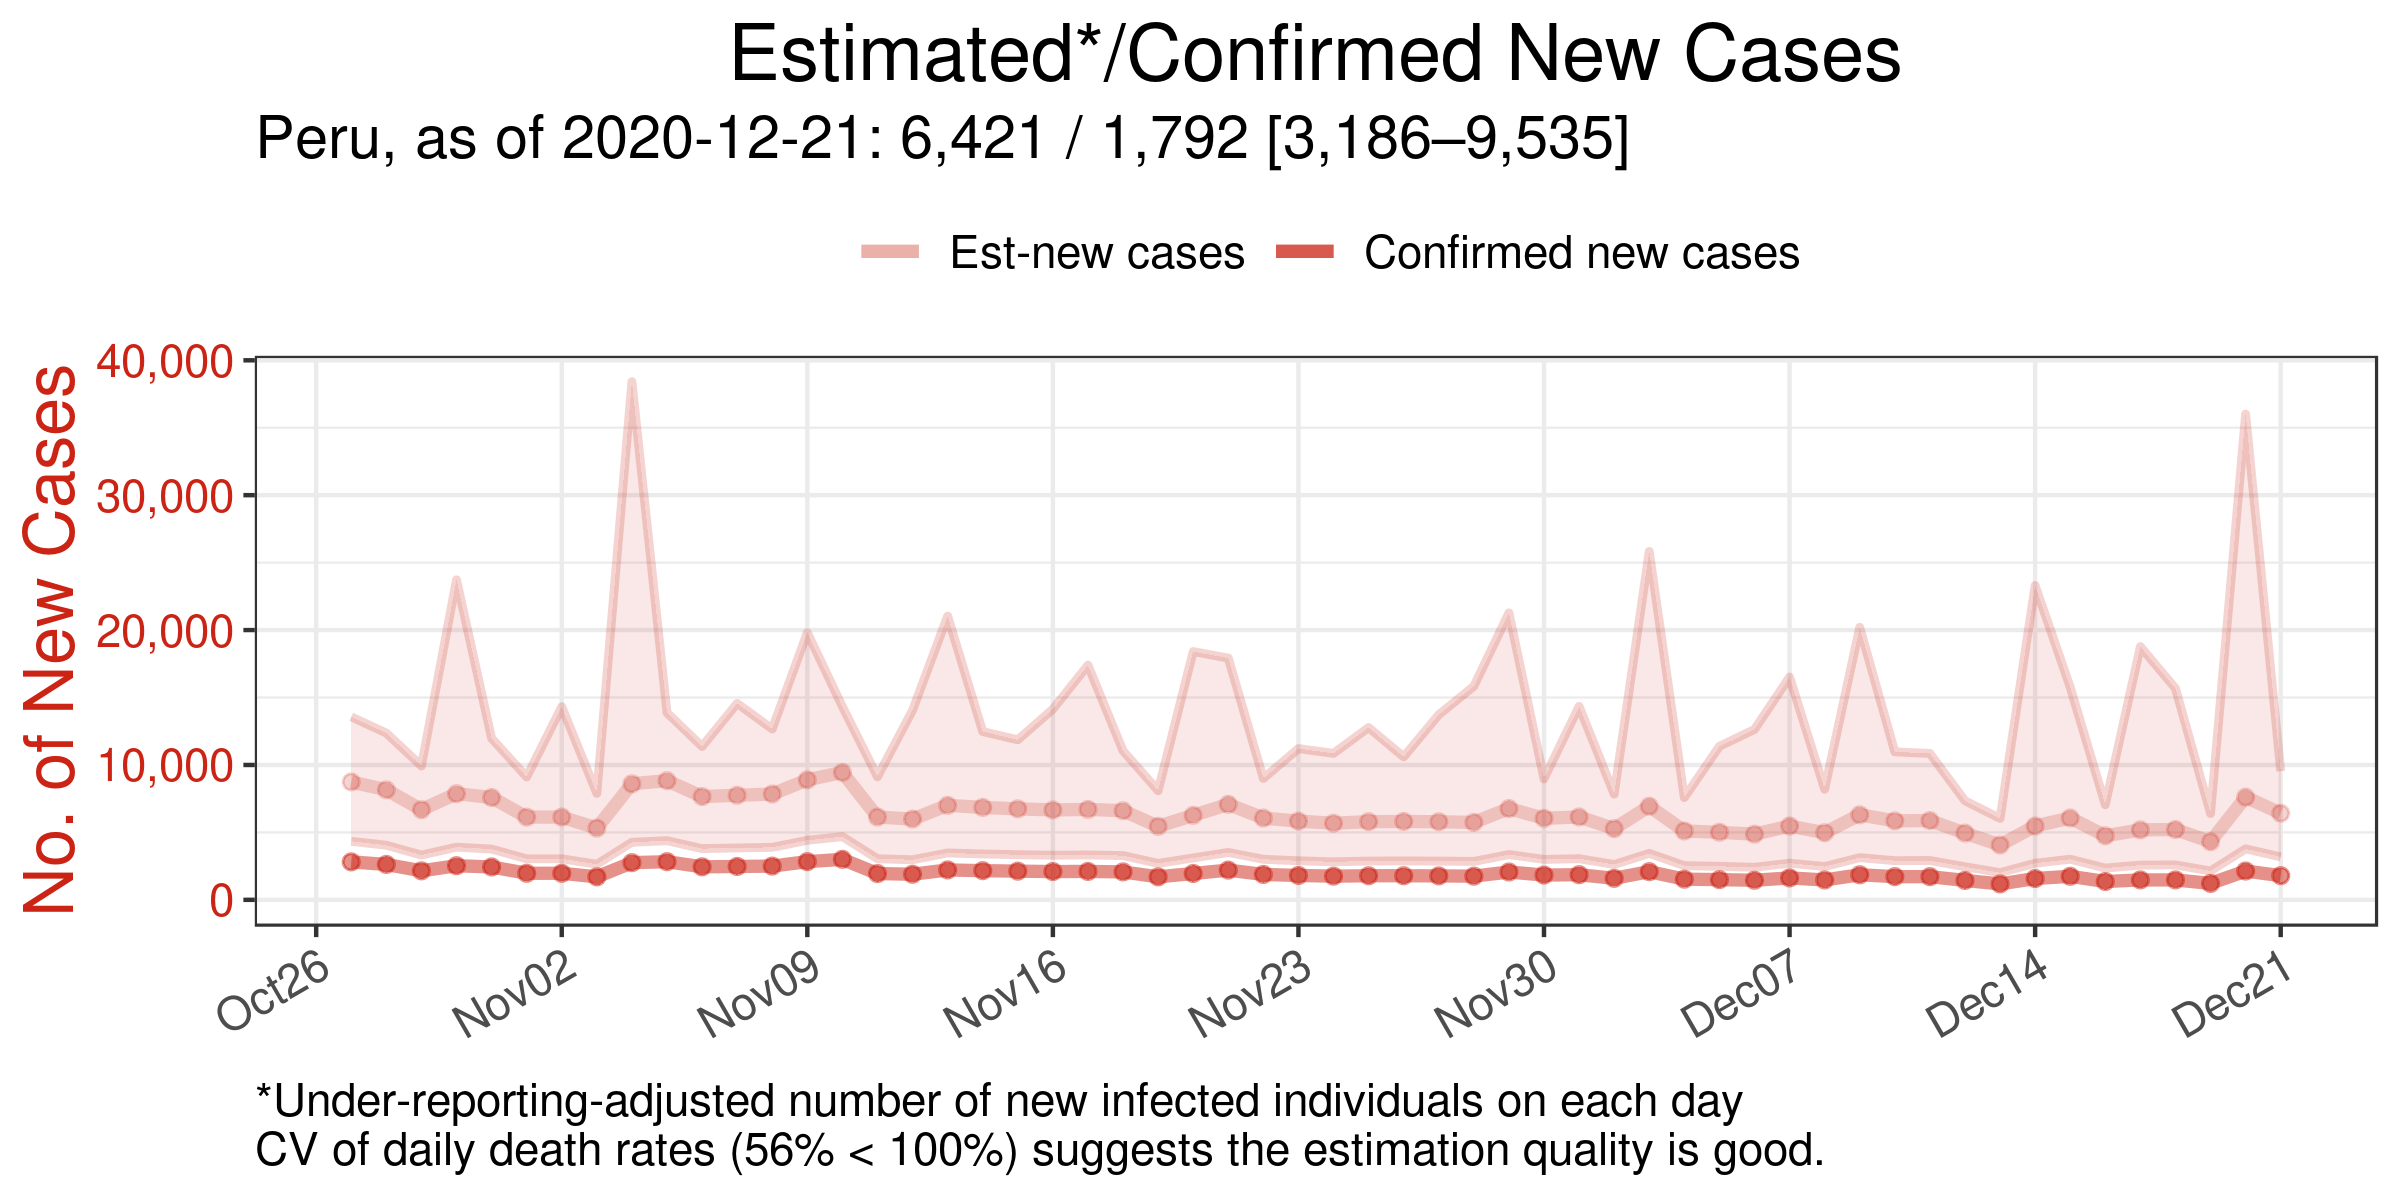 Estimated*/Confirmed New Cases
Peru, as of 2020-12-21: 6,421 / 1,792 [3,186–9,535]
Est-new cases
Confirmed new cases
No. of New Cases
40,000
30,000
20,000
10,000
0
Oct26
Nov02
Nov09
Nov16
Nov23
Nov30
Dec07
Dec14
Dec21
*Under-reporting-adjusted number of new infected individuals on each day
CV of daily death rates (56% < 100%) suggests the estimation quality is good.